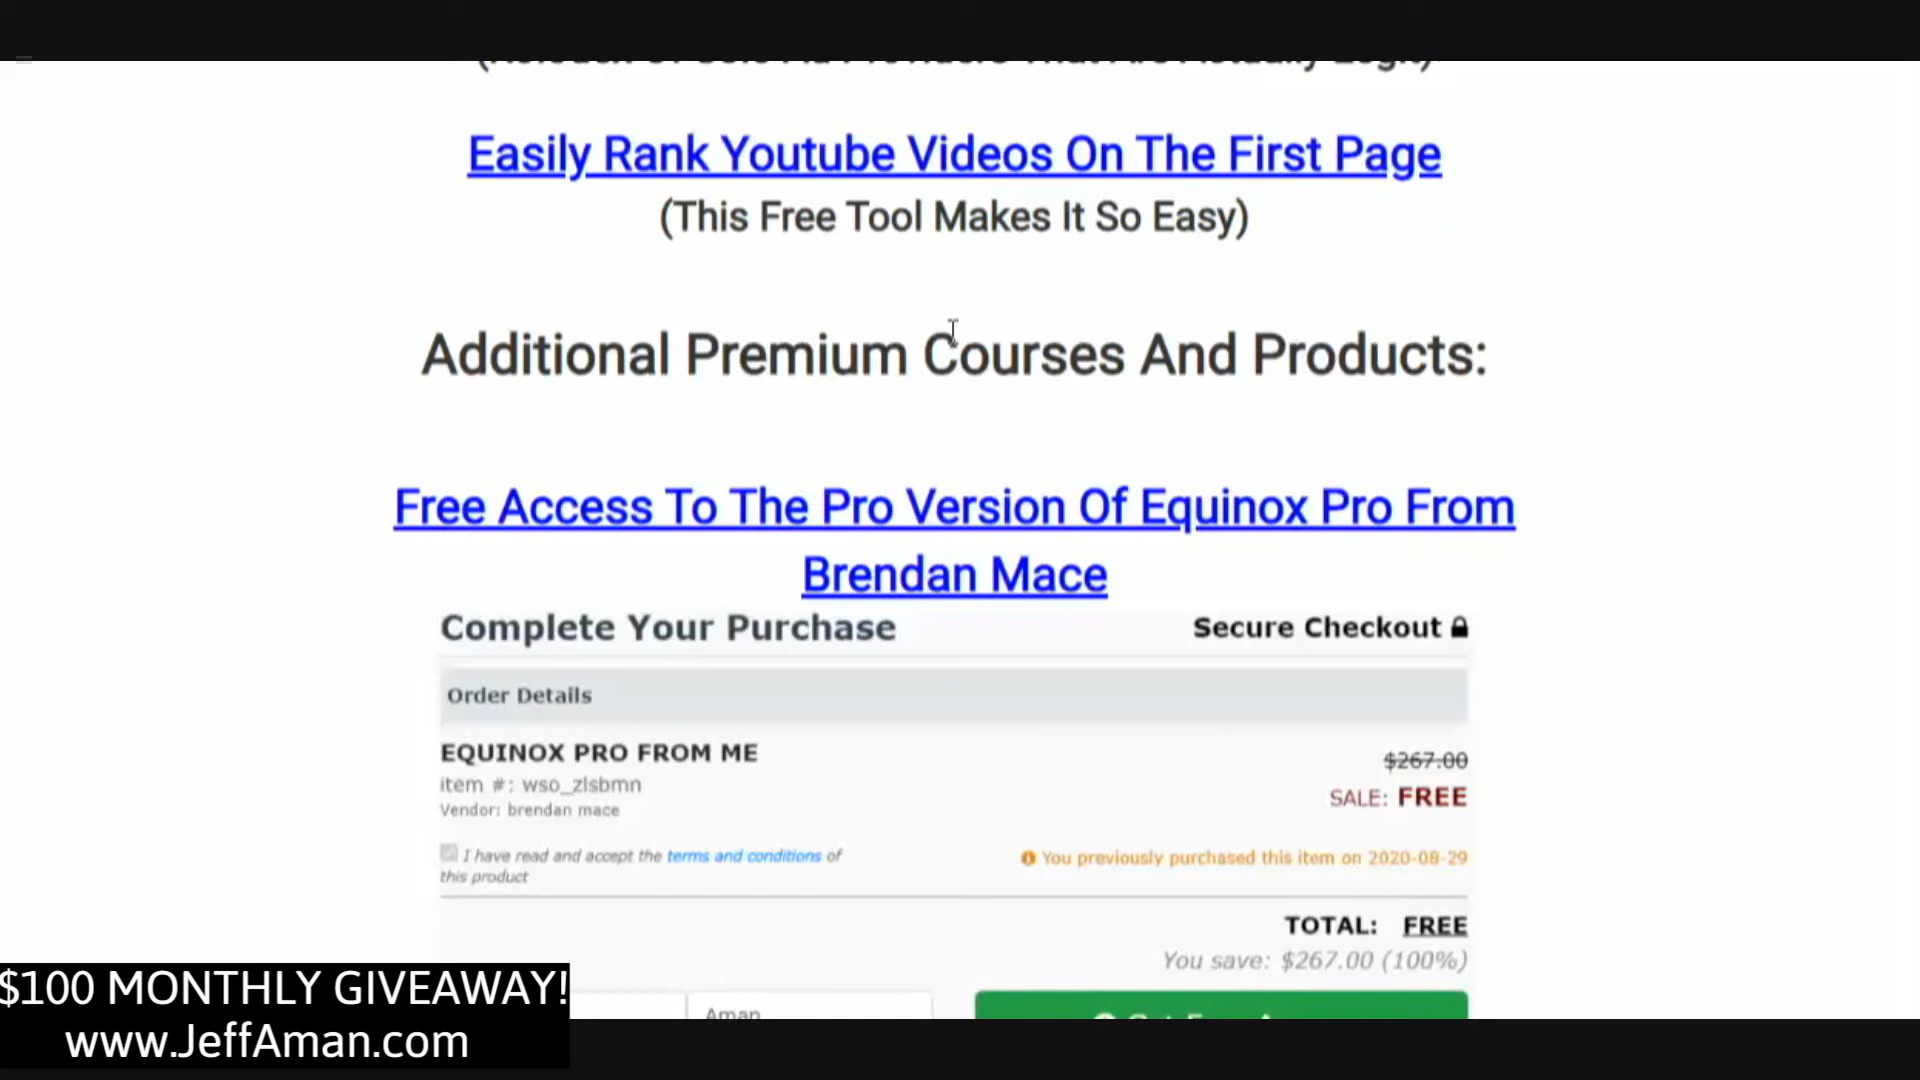 Easily Rank Youtube Videos On The First Page
(This Free Tool Makes It So Easy)
Additional Premium Courses And Products:
Free Access To The Pro Version Of Equinox Pro From
Brendan Mace
Complete Your Purchase
Secure Checkout
Order Details
EQUINOX PRO FROM ME
$267.00
item #: wso_zlsbmn
SALE: FREE
Vendor: brendan mace
I have read and accept the terms and conditions of
this product
You previously purchased this item on 2020-08-29
TOTAL: FREE
You save: $267.00 (100%)
Aman
$100 MONTHLY GIVEAWAY!
www.JeffAman.com